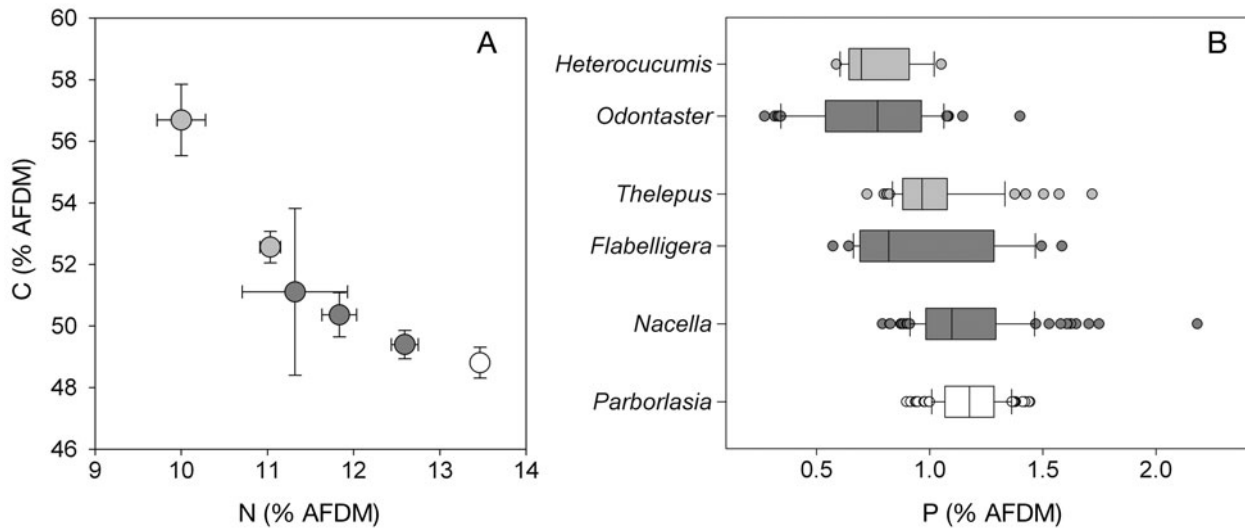 A
60
58
56
54
52
50
48
46
C (% AFDM)
9 10 11 12 13 14
N (% AFDM)
B
Heterocucumis
Odontaster
Thelepus
Flabelligera
Nacella
Parborlasia
0.5 1.0 1.5 2.0
P (% AFDM)